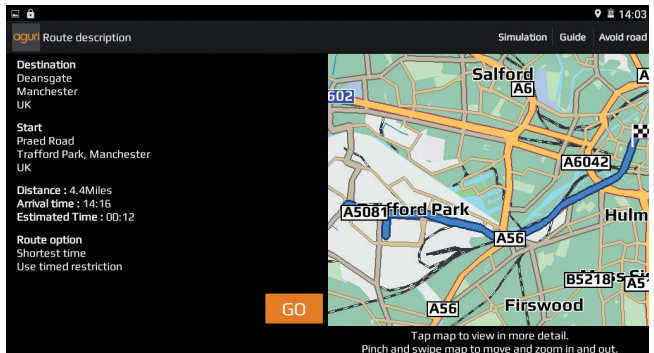 14:03
aguri Route description
Simulation Guide Avoid road
Destination
Deansgate
Manchester
UK
Start
Praed Road
Trafford Park, Manchester
UK
Distance : 4.4Miles
Arrival time : 14:16
Estimated Time : 00:12
Route option
Shortest time
Use timed restriction
GO
Salford
A6
A
602
A6042
A5081
fford Park
Hulm
A56
B5218
A5
A56
Firswood
Tap map to view in more detail.
Pinch and swipe map to move and zoom in and out.